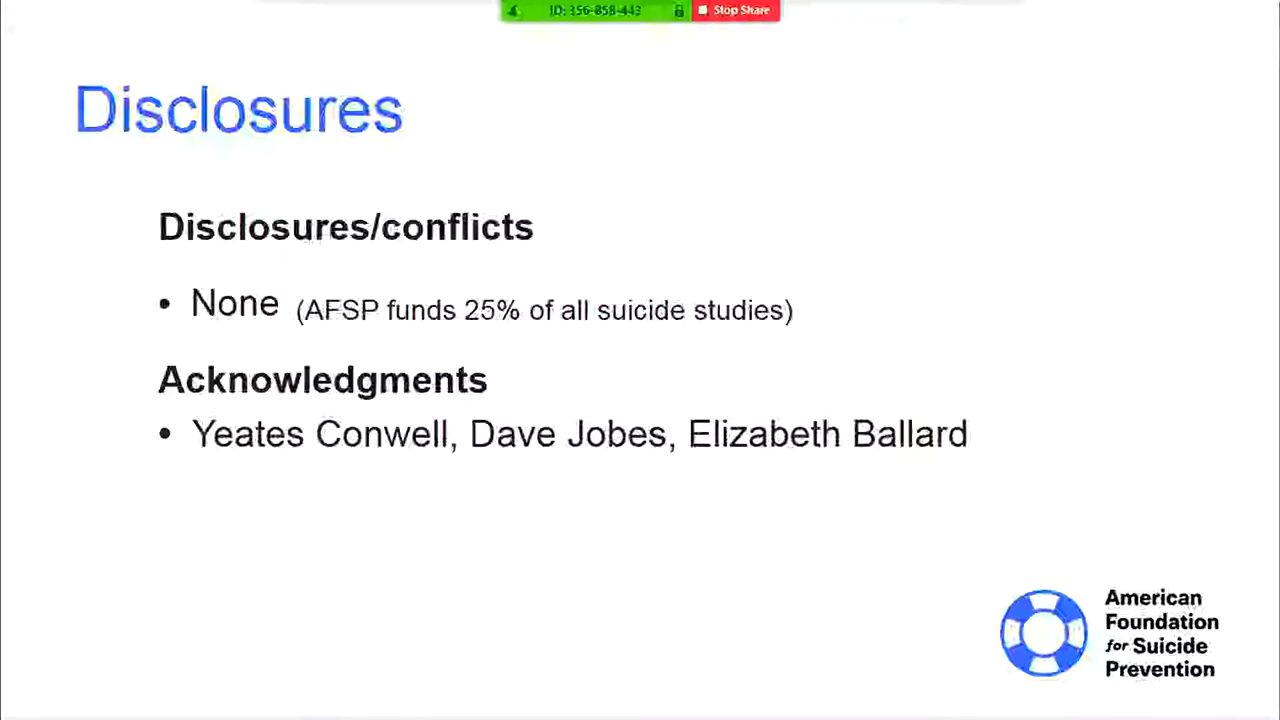 ID: 356-858-443 Stop Share
Disclosures
Disclosures/conflicts
• None (AFSP funds 25% of all suicide studies)
Acknowledgments
• Yeates Conwell, Dave Jobes, Elizabeth Ballard
American
Foundation
for Suicide
Prevention